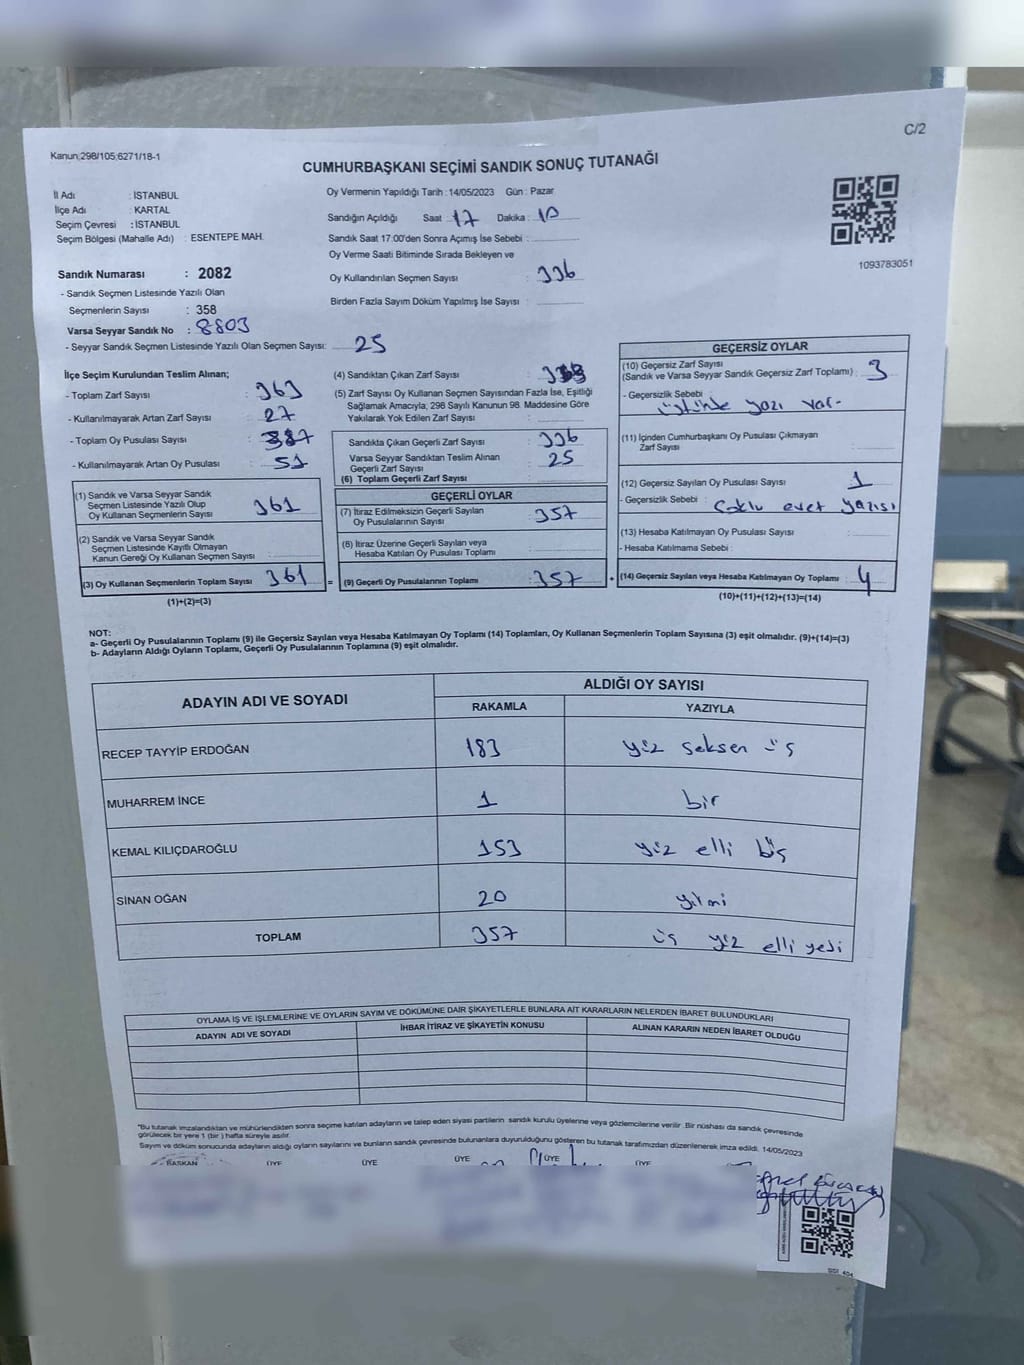 C/2
Kanun:298/105;6271/18-1
CUMHURBAŞKANI SEÇİMİ SANDIK SONUÇ TUTANAĞI
İl Adı : İSTANBUL
İlçe Adı : KARTAL
Seçim Çevresi : İSTANBUL
Seçim Bölgesi (Mahalle Adı) : ESENTEPE MAH.
Oy Vermenin Yapıldığı Tarih : 14/05/2023 Gün : Pazar
Sandığın Açıldığı Saat : 17 Dakika : 10
Sandık Saat 17:00'den Sonra Açımış İse Sebebi :
Oy Verme Saati Bitiminde Sırada Bekleyen ve
Oy Kullandırılan Seçmen Sayısı : 336
Birden Fazla Sayım Döküm Yapılmış İse Sayısı :
1093783051
Sandık Numarası : 2082
- Sandık Seçmen Listesinde Yazılı Olan
Seçmenlerin Sayısı : 358
Varsa Seyyar Sandık No : 8803
- Seyyar Sandık Seçmen Listesinde Yazılı Olan Seçmen Sayısı: 25
İlçe Seçim Kurulundan Teslim Alınan;
- Toplam Zarf Sayısı : 363
- Kullanılmayarak Artan Zarf Sayısı : 27
- Toplam Oy Pusulası Sayısı :
- Kullanılmayarak Artan Oy Pusulası : 51
(1) Sandık ve Varsa Seyyar Sandık
Seçmen Listesinde Yazılı Olup
Oy Kullanan Seçmenlerin Sayısı : 361
(2) Sandık ve Varsa Seyyar Sandık
Seçmen Listesinde Kayıtlı Olmayan
Kanun Gereği Oy Kullanan Seçmen Sayısı :
(3) Oy Kullanan Seçmenlerin Toplam Sayısı : 361
(1)+(2)=(3)
(4) Sandıktan Çıkan Zarf Sayısı :
(5) Zarf Sayısı Oy Kullanan Seçmen Sayısından Fazla İse, Eşitliği
Sağlamak Amacıyla, 298 Sayılı Kanunun 98. Maddesine Göre
Yakılarak Yok Edilen Zarf Sayısı :
Sandıkta Çıkan Geçerli Zarf Sayısı : 336
Varsa Seyyar Sandıktan Teslim Alınan
Geçerli Zarf Sayısı : 25
(6) Toplam Geçerli Zarf Sayısı :
GEÇERLİ OYLAR
(7) İtiraz Edilmeksizin Geçerli Sayılan
Oy Pusulalarının Sayısı : 357
(8) İtiraz Üzerine Geçerli Sayılan veya
Hesaba Katılan Oy Pusulası Toplamı :
= (9) Geçerli Oy Pusulalarının Toplamı : 357
GEÇERSİZ OYLAR
(10) Geçersiz Zarf Sayısı
(Sandık ve Varsa Seyyar Sandık Geçersiz Zarf Toplamı) : 3
- Geçersizlik Sebebi :
üstünde yazı var.
(11) İçinden Cumhurbaşkanı Oy Pusulası Çıkmayan
Zarf Sayısı :
(12) Geçersiz Sayılan Oy Pusulası Sayısı : 1
- Geçersizlik Sebebi : Çoklu evet yazısı
(13) Hesaba Katılmayan Oy Pusulası Sayısı :
- Hesaba Katılmama Sebebi :
+ (14) Geçersiz Sayılan veya Hesaba Katılmayan Oy Toplamı : 4
(10)+(11)+(12)+(13)=(14)
NOT:
a- Geçerli Oy Pusulalarının Toplamı (9) ile Geçersiz Sayılan veya Hesaba Katılmayan Oy Toplamı (14) Toplamları, Oy Kullanan Seçmenlerin Toplam Sayısına (3) eşit olmalıdır. (9)+(14)=(3)
b- Adayların Aldığı Oyların Toplamı, Geçerli Oy Pusulalarının Toplamına (9) eşit olmalıdır.
ADAYIN ADI VE SOYADI ALDIĞI OY SAYISI
RAKAMLA YAZIYLA
RECEP TAYYİP ERDOĞAN 183 yüz seksen üç
MUHARREM İNCE 1 bir
KEMAL KILIÇDAROĞLU 153 yüz elli üç
SİNAN OĞAN 20 yirmi
TOPLAM 357 üç yüz elli yedi
OYLAMA İŞ VE İŞLEMLERİNE VE OYLARIN SAYIM VE DÖKÜMÜNE DAİR ŞİKAYETLERLE BUNLARA AİT KARARLARIN NELERDEN İBARET BULUNDUKLARI
ADAYIN ADI VE SOYADI İHBAR İTİRAZ VE ŞİKAYETİN KONUSU ALINAN KARARIN NEDEN İBARET OLDUĞU
"Bu tutanak imzalandıktan ve mühürlendikten sonra seçime katılan adayların ve talep eden siyasi partilerin sandık kurulu üyelerine veya gözlemcilerine verilir .Bir nüshası da sandık çevresinde
görülecek bir yere 1 (bir ) hafta süreyle asılır.
Sayım ve döküm sonucunda adayların aldığı oyların sayılarını ve bunların sandık çevresinde bulunanlara duyurulduğunu gösteren bu tutanak tarafımızdan düzenlenerek imza edildi. 14/05/2023
BAŞKAN ÜYE ÜYE ÜYE ÜYE ÜYE